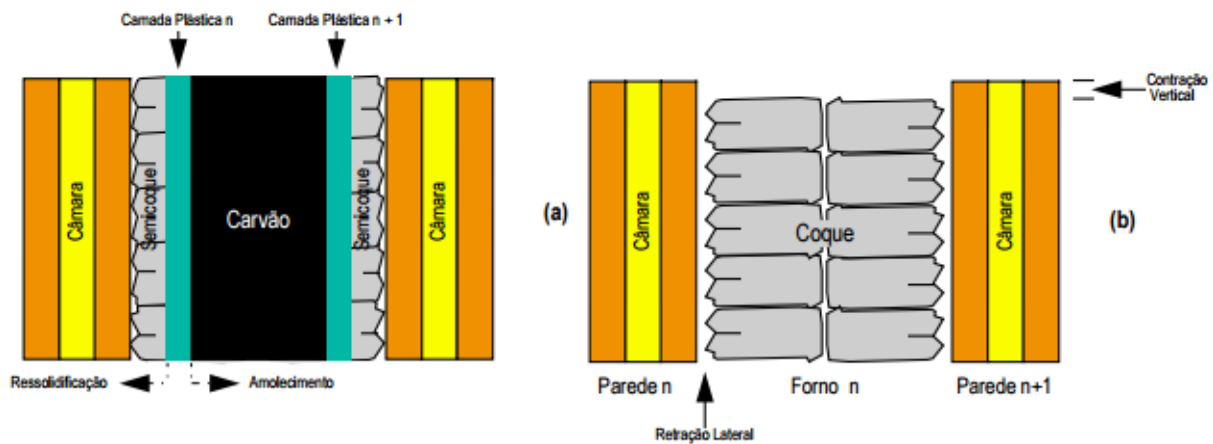 Camada Plástica n
Camada Plástica n + 1
Câmara
Semicoque
Carvão
Semicoque
Câmara
Ressolidificação
Amolecimento
(a)
Contração
Vertical
Câmara
Coque
Câmara
(b)
Parede n
Forno n
Parede n+1
Retração Lateral